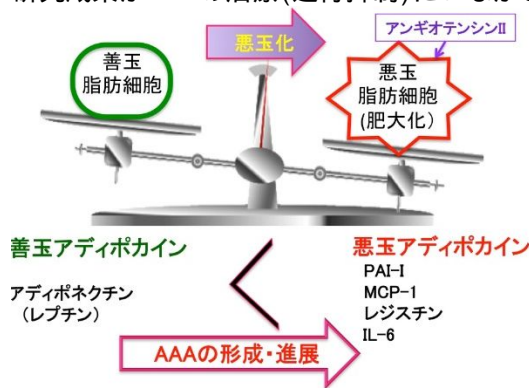 アンギオテンシンII
悪玉化
善玉
脂肪細胞
悪玉
脂肪細胞
(肥大化)
善玉アディポカイン
悪玉アディポカイン
アディポネクチン
(レプチン)
PAI-I
MCP-1
レジスチン
IL-6
AAAの形成・進展